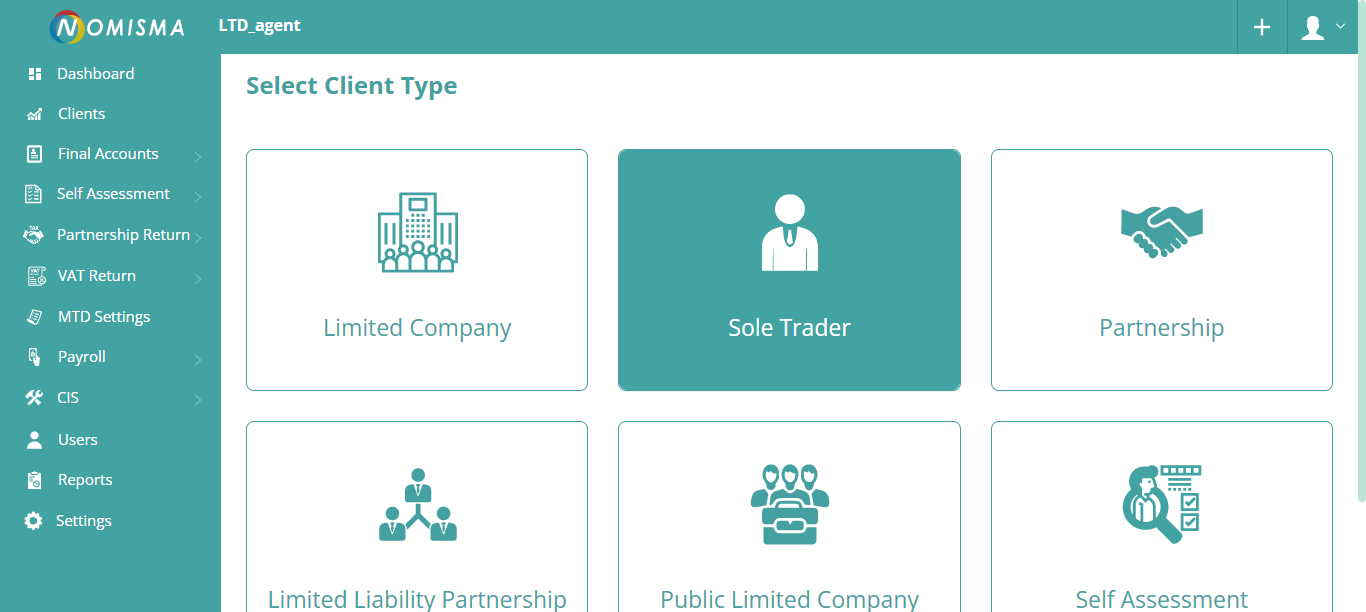 NOMISMA
LTD_agent
Dashboard
Clients
Final Accounts
Self Assessment
Partnership Return
VAT Return
MTD Settings
Payroll
CIS
Users
Reports
Settings
Select Client Type
Limited Company
Sole Trader
Partnership
Limited Liability Partnership
Public Limited Company
Self Assessment